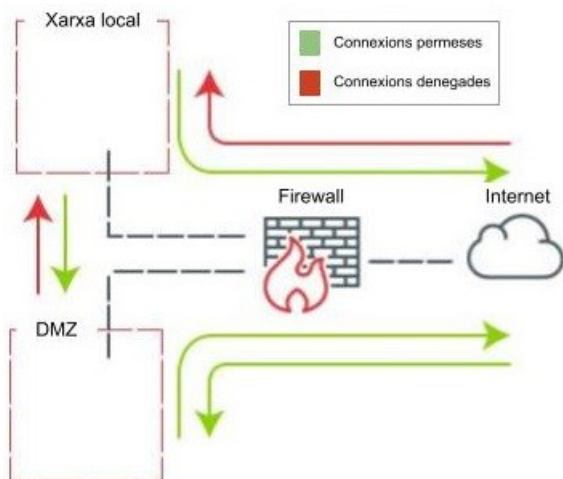 Xarxa local
Connexions permeses
Connexions denegades
Firewall
Internet
DMZ